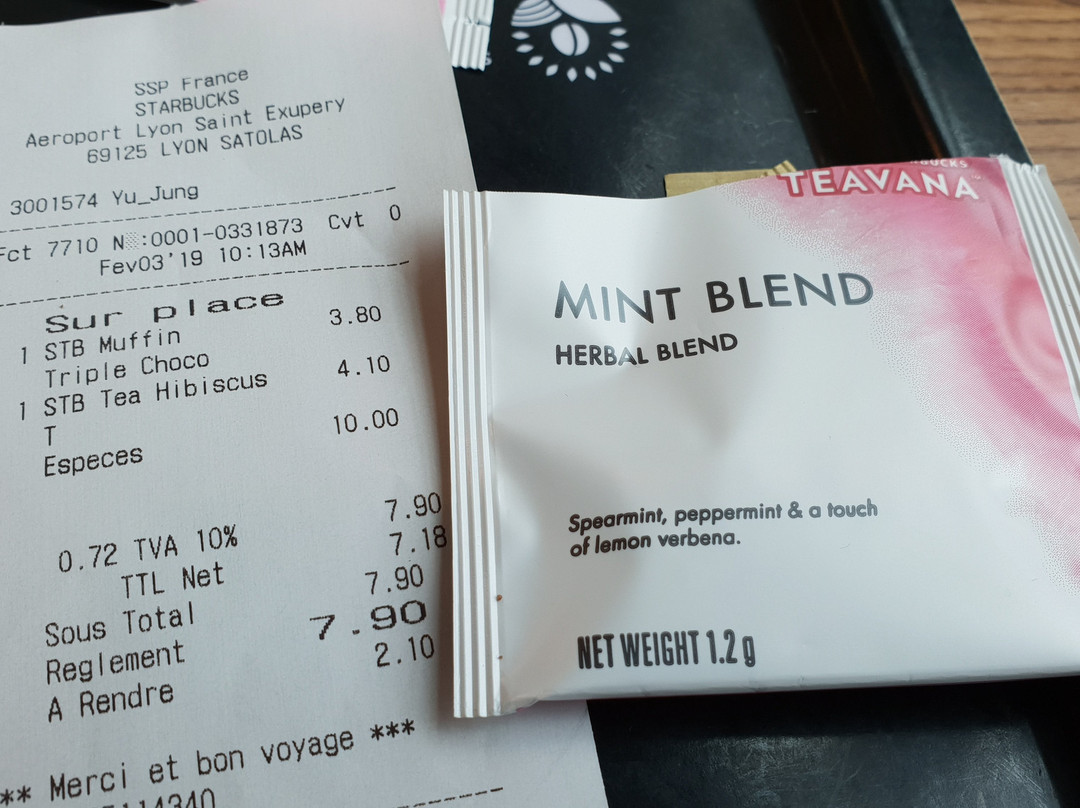 SSP France
STARBUCKS
Aeroport Lyon Saint Exupery
69125 LYON SATOLAS
3001574 Yu_Jung
Fct 7710 N :0001-0331873 Cvt 0
Fev03'19 10:13AM
Sur place
1 STB Muffin 3.80
Triple Choco
1 STB Tea Hibiscus 4.10
T
Especes 10.00
7.90
0.72 TVA 10% 7.18
TTL Net 7.90
Sous Total 7.90
Reglement 2.10
A Rendre
** Merci et bon voyage ***
TEAVANA™
MINT BLEND
HERBAL BLEND
Spearmint, peppermint & a touch
of lemon verbena.
NET WEIGHT 1.2 g